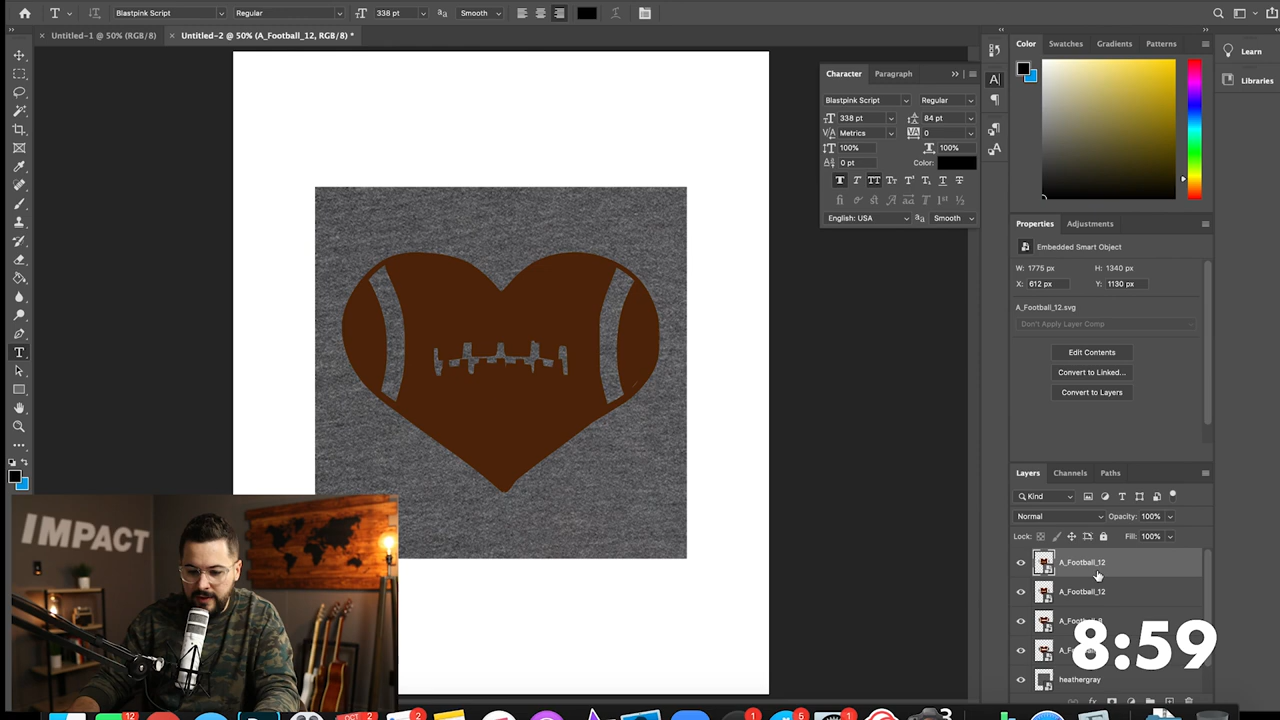 T Blastpink Script Regular 338 pt aa Smooth
Untitled-1 @ 50% (RGB/8) Untitled-2 @ 50% (A_Football_12, RGB/8) *
Color Swatches Gradients Patterns
Learn
Libraries
Character Paragraph
Blastpink Script Regular
338 pt 84 pt
Metrics 0
100% 100%
0 pt Color:
English: USA Smooth
Properties Adjustments
Embedded Smart Object
W: 1775 px H: 1340 px
X: 612 px Y: 1130 px
A_Football_12.svg
Don't Apply Layer Comp
Edit Contents
Convert to Linked...
Convert to Layers
Layers Channels Paths
Kind
Normal Opacity: 100%
Lock: Fill: 100%
A_Football_12
A_Football_12
heathergray
8:59
IMPACT